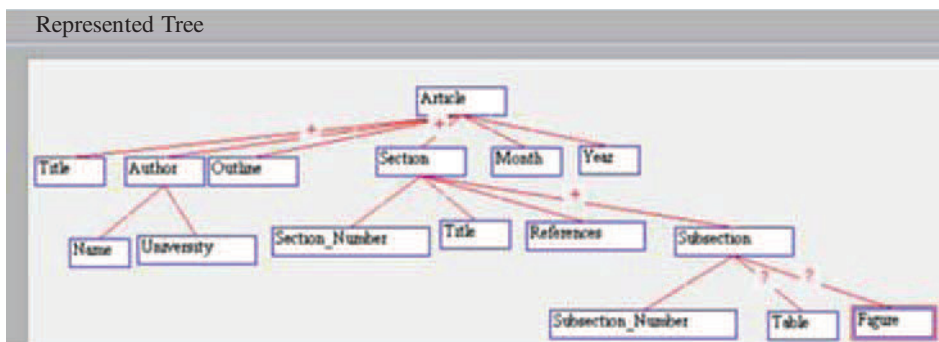 Represented Tree
Article
+ +
Title Author Outline Section Month Year
+
Name University Section_Number Title References Subsection
? ?
Subsection_Number Table Figure